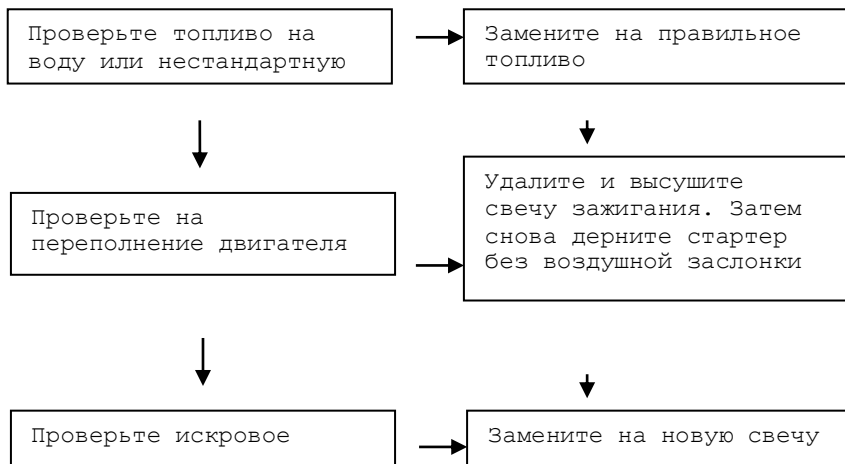 Проверьте топливо на
воду или нестандартную
Замените на правильное
топливо
Проверьте на
переполнение двигателя
Удалите и высушите
свечу зажигания. Затем
снова дерните стартер
без воздушной заслонки
Проверьте искровое
Замените на новую свечу